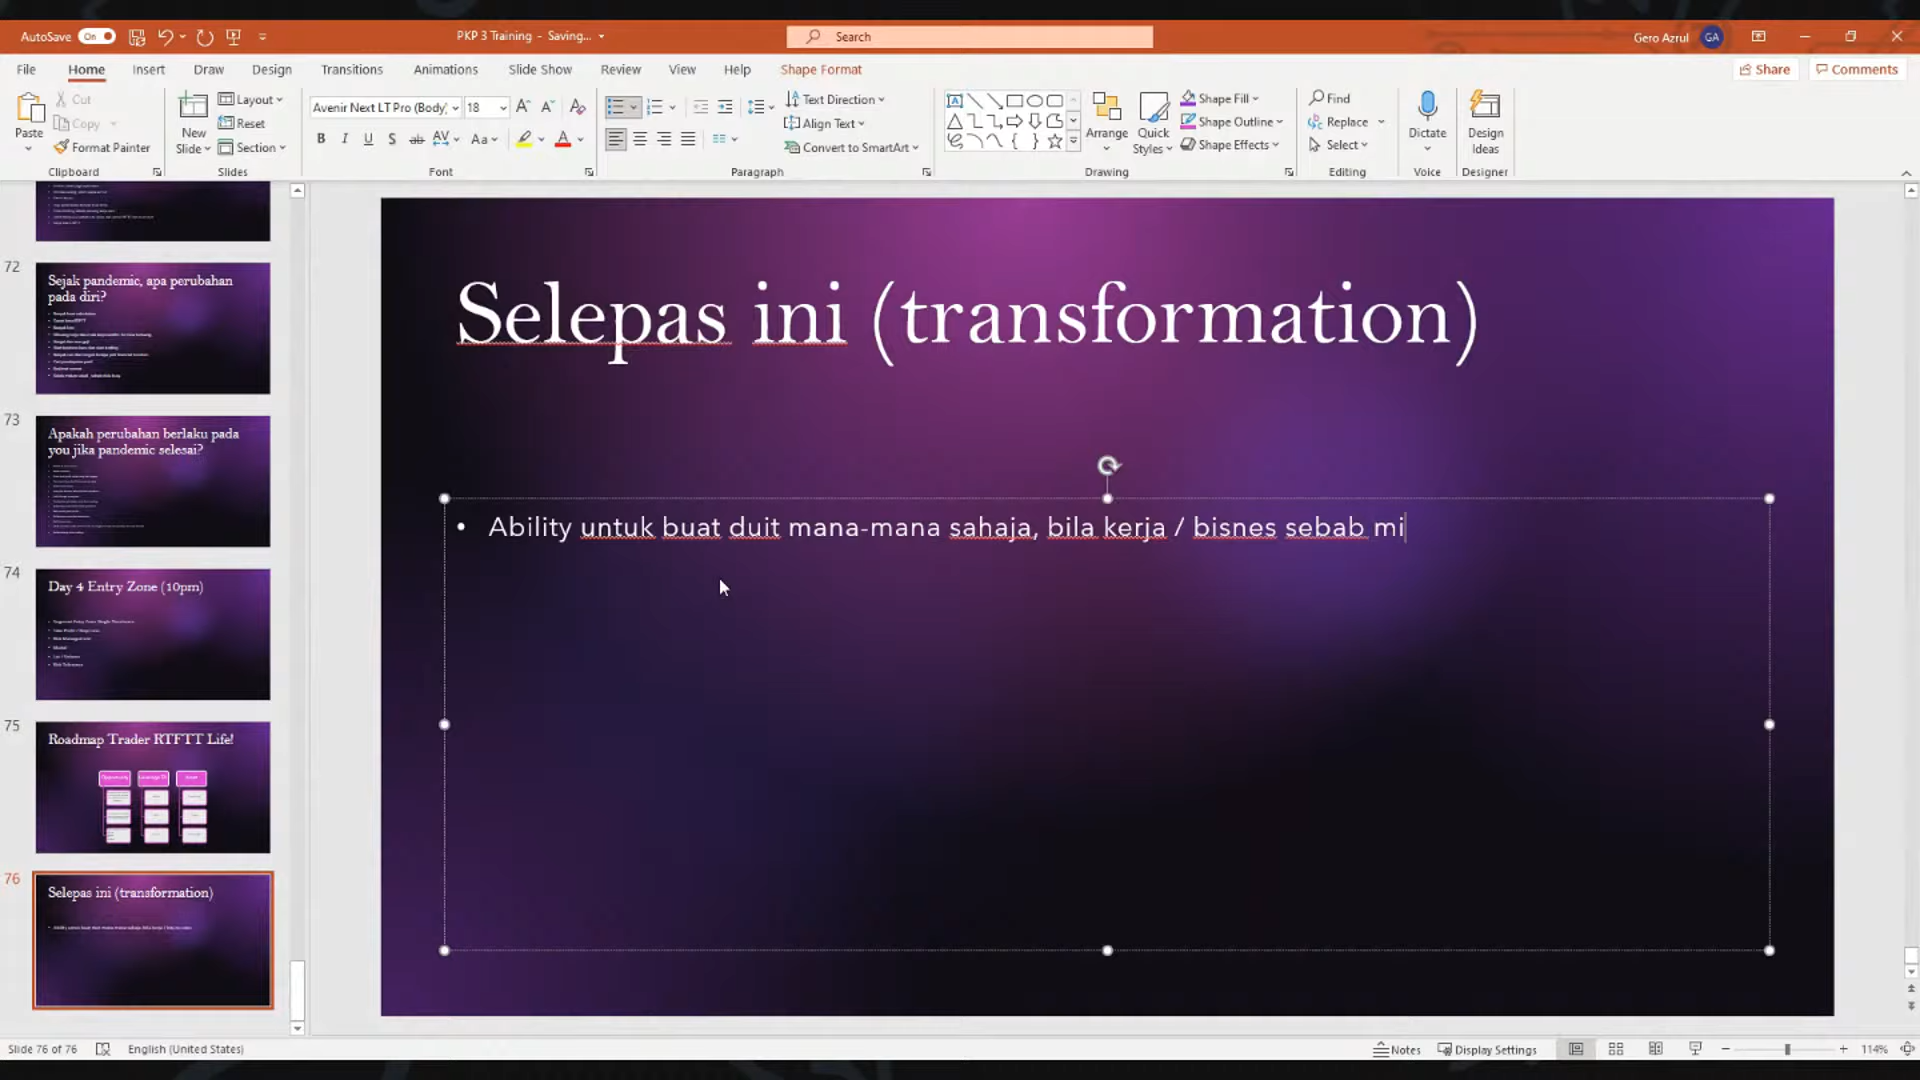 AutoSave On
PKP 3 Training - Saving...
Search
Gero Azrul GA
File Home Insert Draw Design Transitions Animations Slide Show Review View Help Shape Format
Share Comments
Paste
Cut
Copy
Format Painter
Clipboard
New Slide
Layout
Reset
Section
Slides
Avenir Next LT Pro (Body) 18
Font
Text Direction
Align Text
Convert to SmartArt
Paragraph
Arrange
Quick Styles
Shape Fill
Shape Outline
Shape Effects
Drawing
Find
Replace
Select
Editing
Dictate
Voice
Design Ideas
Designer
72
Sejak pandemic, apa perubahan
pada diri?
73
Apakah perubahan berlaku pada
you jika pandemic selesai?
74
Day 4 Entry Zone (10pm)
75
Roadmap Trader RTFTT Life!
76
Selepas ini (transformation)
Selepas ini (transformation)
• Ability untuk buat duit mana-mana sahaja, bila kerja / bisnes sebab mi
Slide 76 of 76
English (United States)
Notes
Display Settings
114%